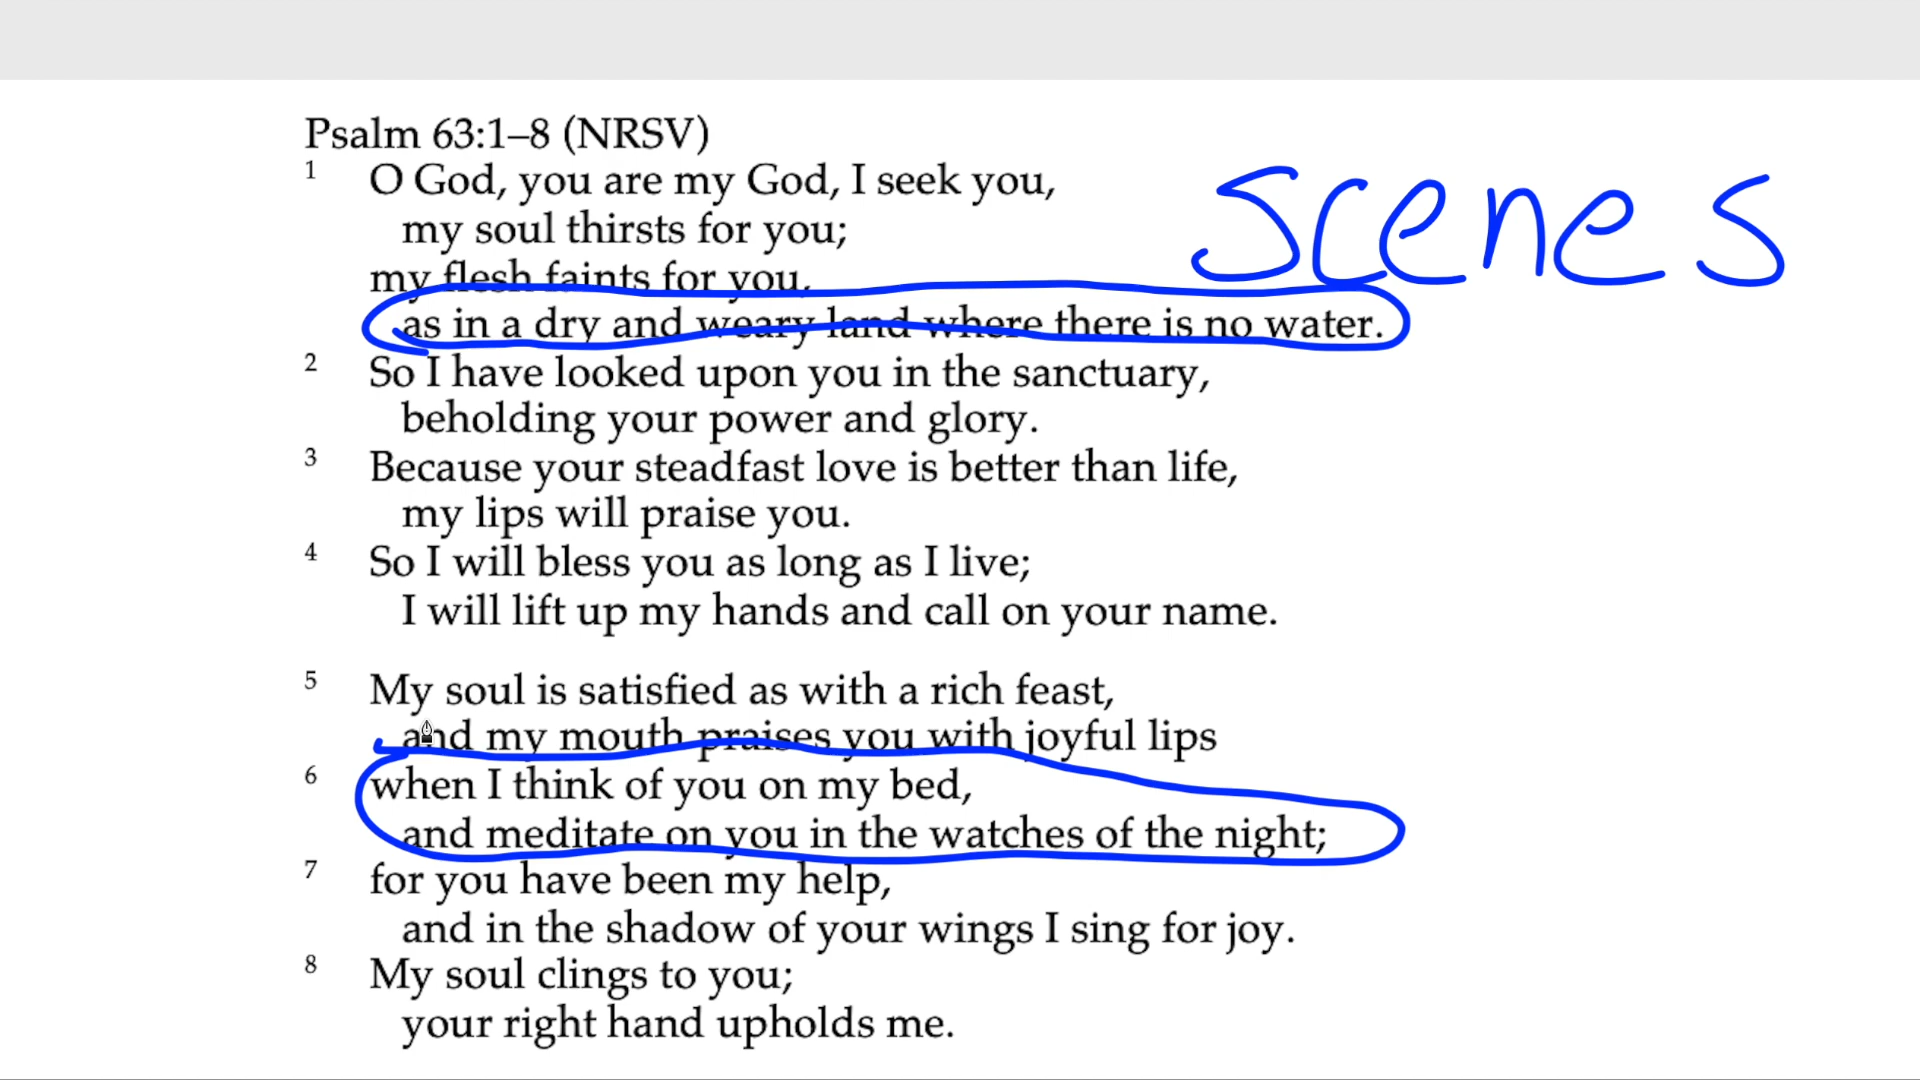 Psalm 63:1–8 (NRSV)
scenes
1 O God, you are my God, I seek you,
my soul thirsts for you;
my flesh faints for you,
as in a dry and weary land where there is no water.
2 So I have looked upon you in the sanctuary,
beholding your power and glory.
3 Because your steadfast love is better than life,
my lips will praise you.
4 So I will bless you as long as I live;
I will lift up my hands and call on your name.
5 My soul is satisfied as with a rich feast,
and my mouth praises you with joyful lips
6 when I think of you on my bed,
and meditate on you in the watches of the night;
7 for you have been my help,
and in the shadow of your wings I sing for joy.
8 My soul clings to you;
your right hand upholds me.